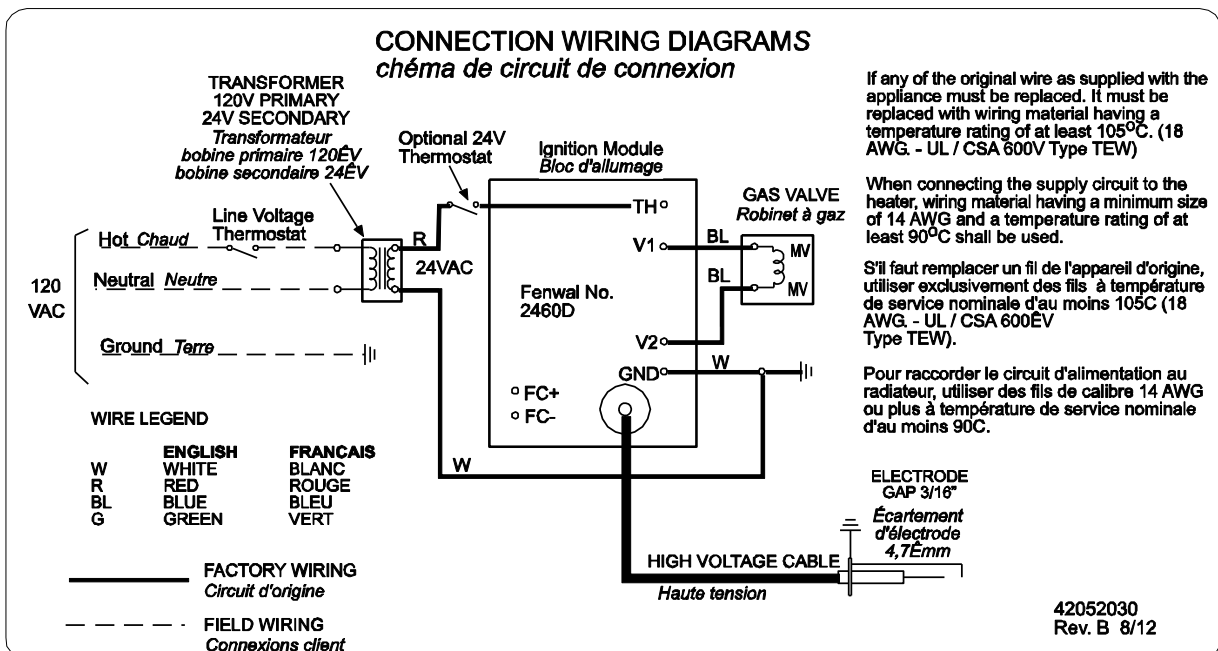 CONNECTION WIRING DIAGRAMS
chéma de circuit de connexion
TRANSFORMER
120V PRIMARY
24V SECONDARY
Transformateur
bobine primaire 120ÊV
bobine secondaire 24ÊV
Optional 24V
Thermostat
Ignition Module
Bloc d'allumage
TH
V1
V2
GND
FC+
FC-
Fenwal No.
2460D
GAS VALVE
Robinet à gaz
MV
MV
BL
BL
W
W
R
24VAC
Line Voltage
Thermostat
Hot Chaud
Neutral Neutre
Ground Terre
120
VAC
WIRE LEGEND
ENGLISH FRANCAIS
W WHITE BLANC
R RED ROUGE
BL BLUE BLEU
G GREEN VERT
FACTORY WIRING
Circuit d'origine
FIELD WIRING
Connexions client
HIGH VOLTAGE CABLE
Haute tension
ELECTRODE
GAP 3/16"
Écartement
d'électrode
4,7Êmm
If any of the original wire as supplied with the
appliance must be replaced. It must be
replaced with wiring material having a
temperature rating of at least 105°C. (18
AWG. - UL / CSA 600V Type TEW)
When connecting the supply circuit to the
heater, wiring material having a minimum size
of 14 AWG and a temperature rating of at
least 90°C shall be used.
S'il faut remplacer un fil de l'appareil d'origine,
utiliser exclusivement des fils à température
de service nominale d'au moins 105C (18
AWG. - UL / CSA 600ÊV
Type TEW).
Pour raccorder le circuit d'alimentation au
radiateur, utiliser des fils de calibre 14 AWG
ou plus à température de service nominale
d'au moins 90C.
42052030
Rev. B 8/12